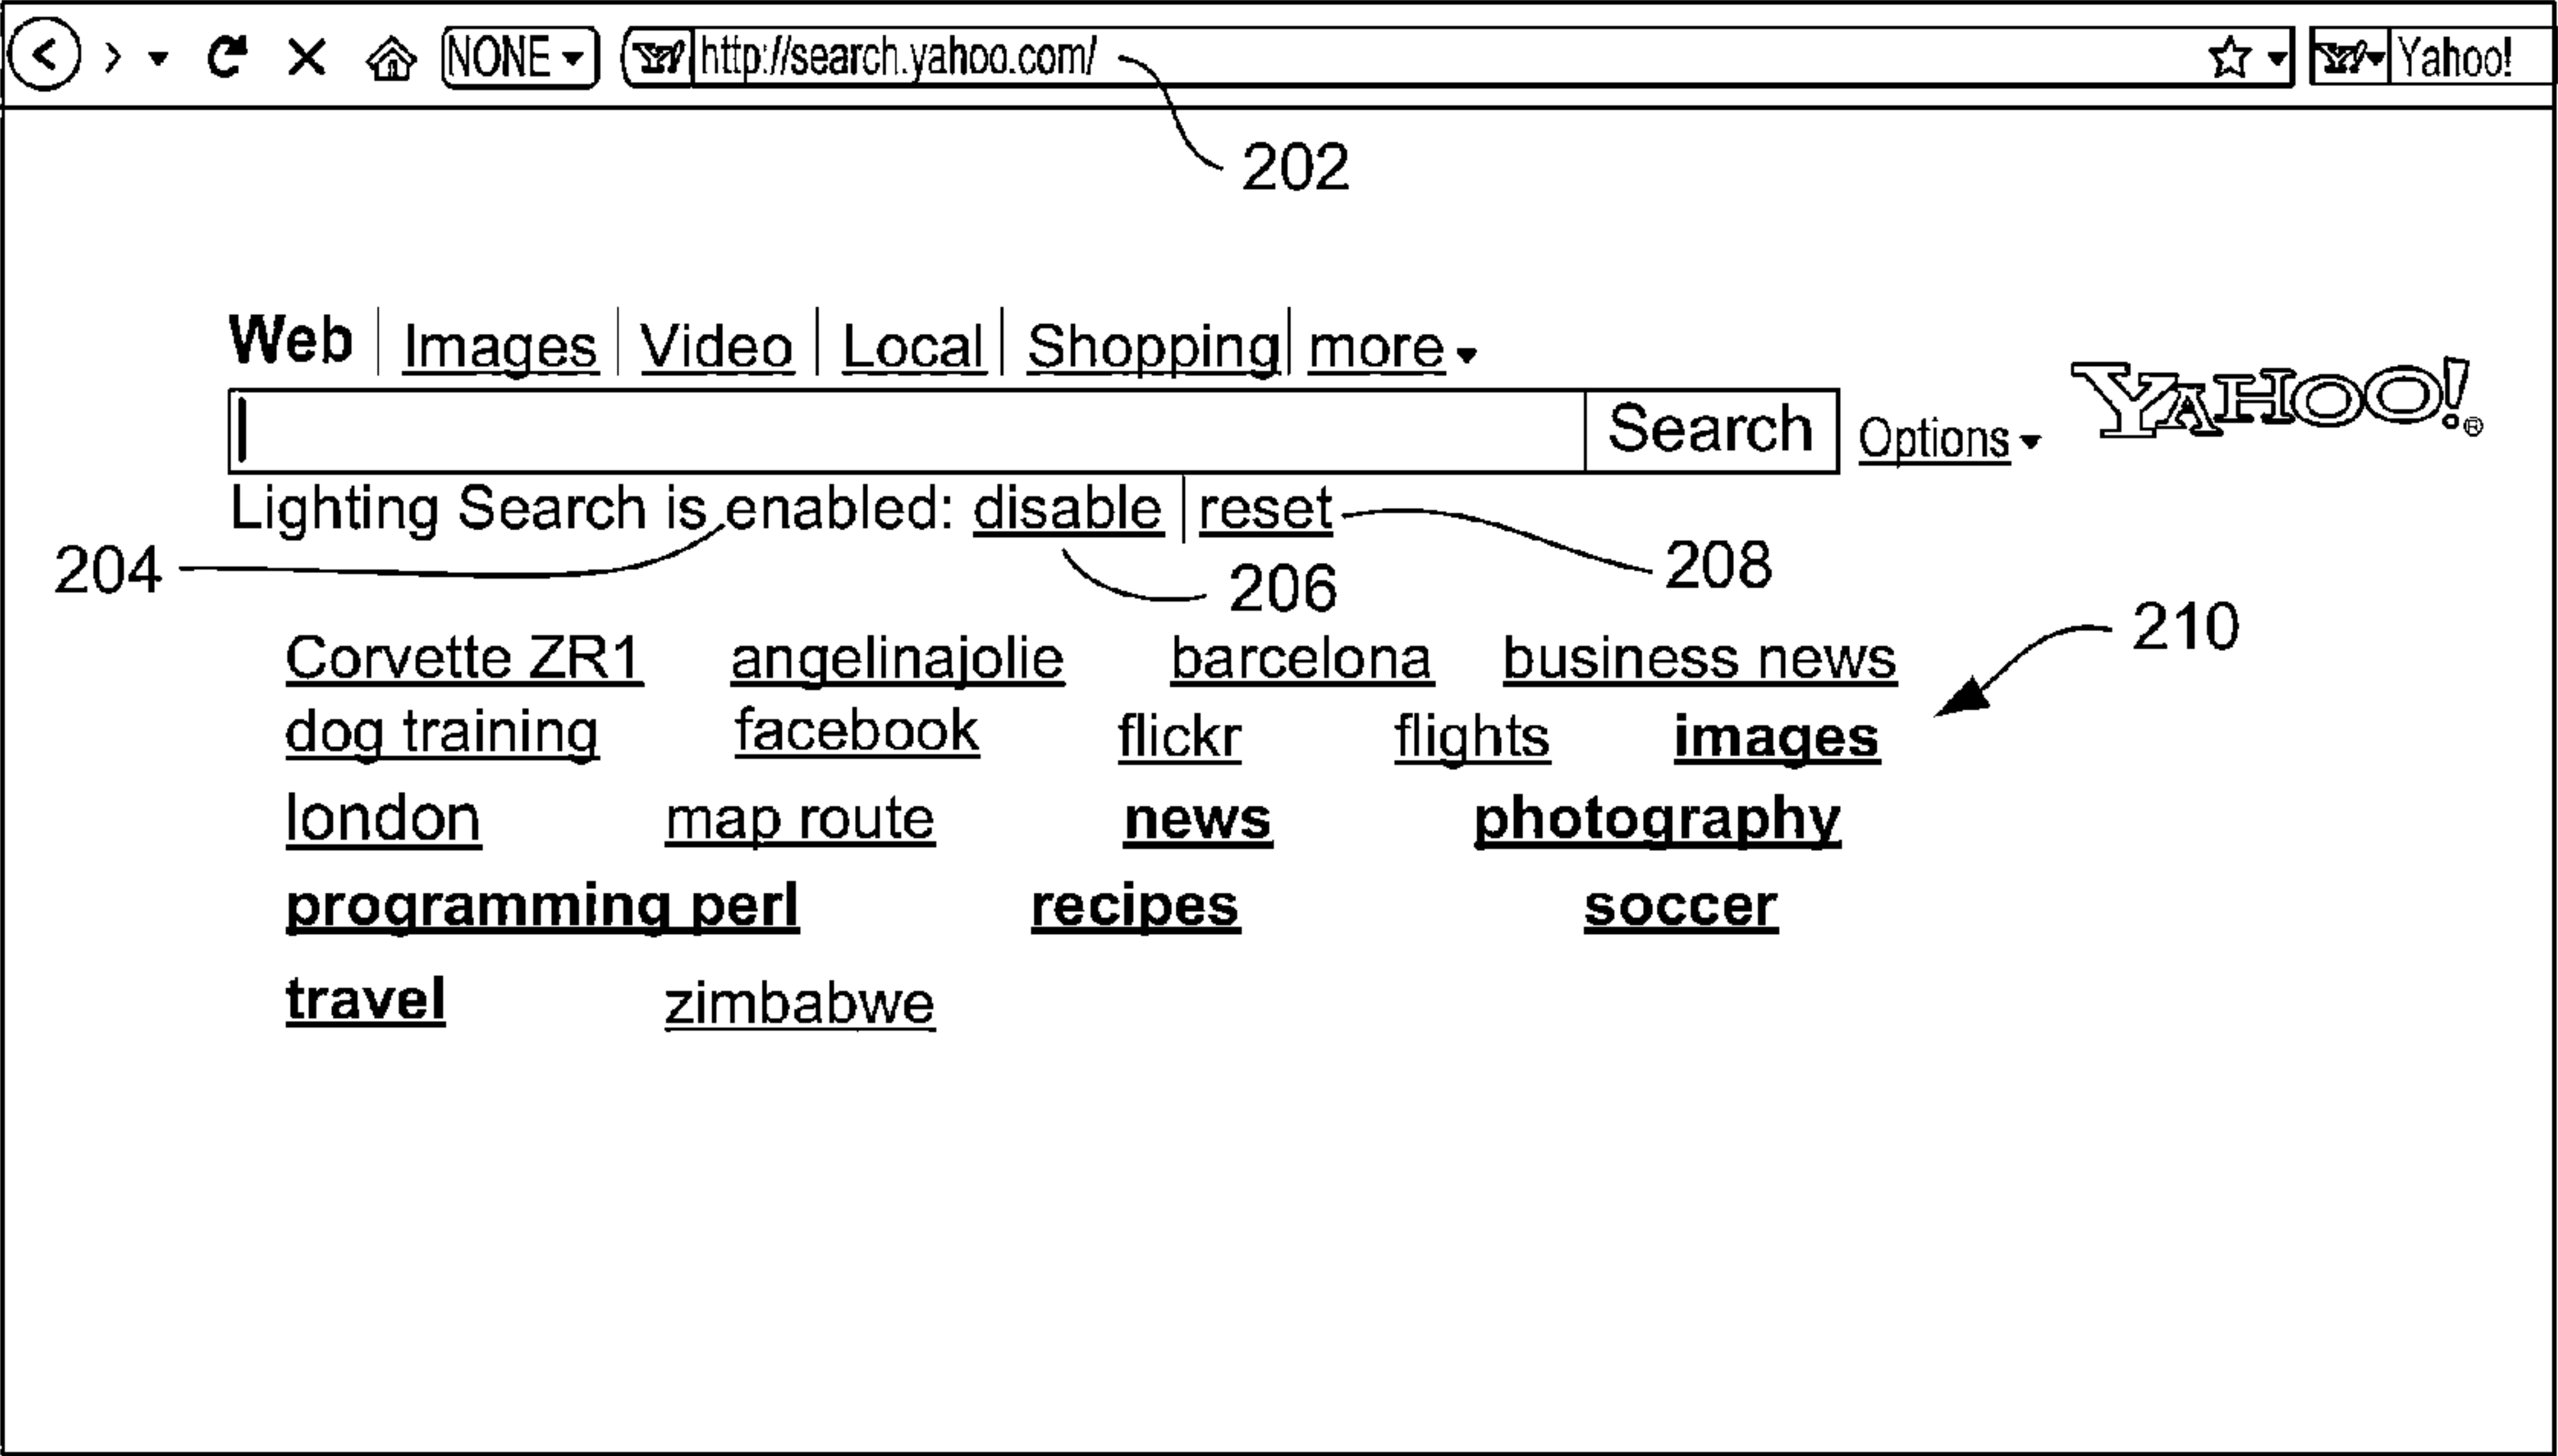 NONE Y! http://search.yahoo.com/ Y! Yahoo!
202
Web Images Video Local Shopping more
Search Options YAHOO!®
Lighting Search is enabled: disable reset
204 206 208
210
Corvette ZR1 angelinajolie barcelona business news
dog training facebook flickr flights images
london map route news photography
programming perl recipes soccer
travel zimbabwe